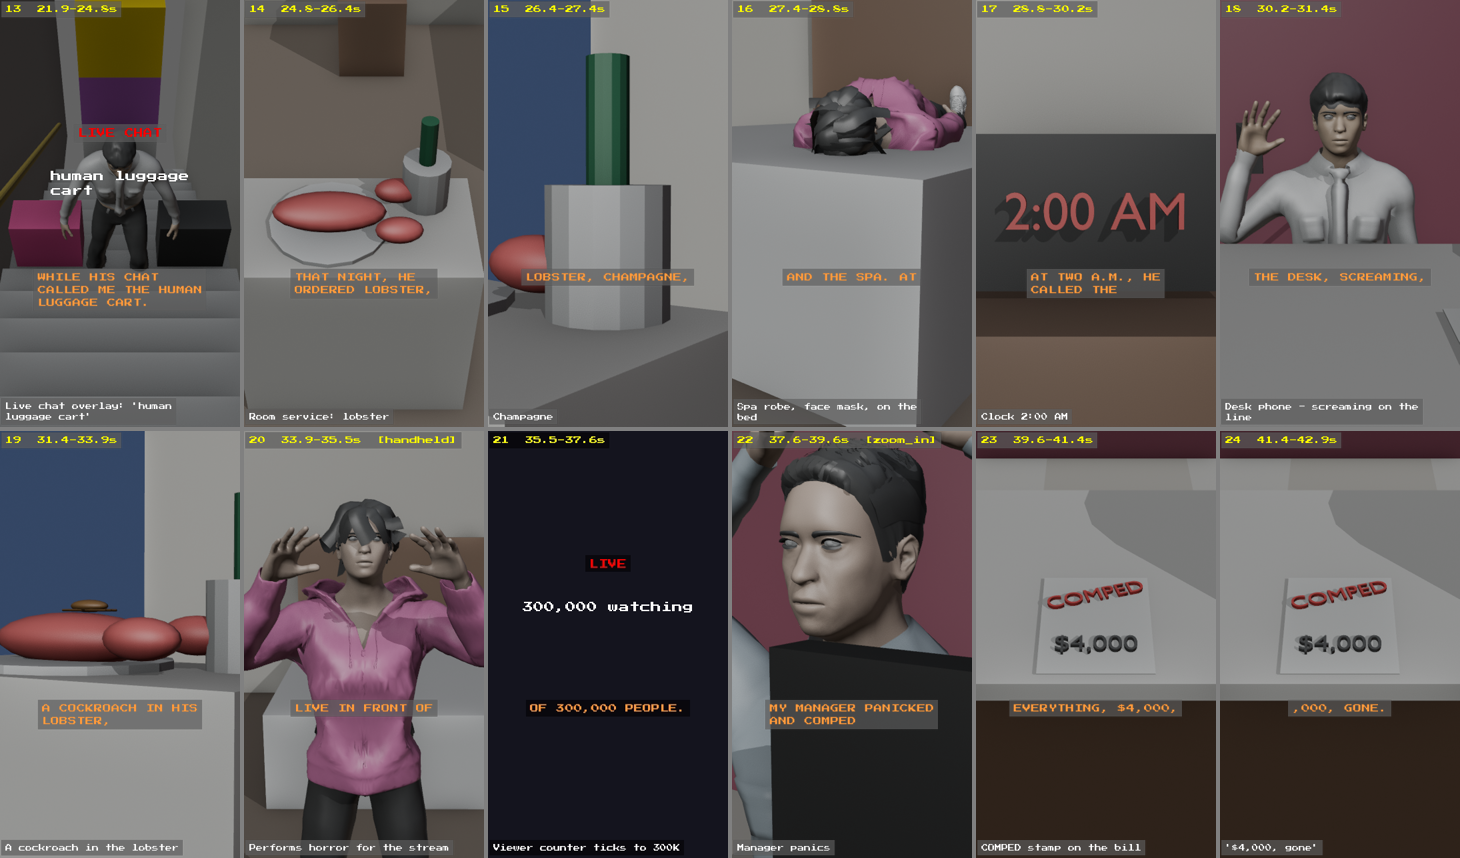 13 21.9-24.8s
LIVE CHAT
human luggage
cart
WHILE HIS CHAT
CALLED ME THE HUMAN
LUGGAGE CART.
Live chat overlay: 'human
luggage cart'
14 24.8-26.4s
THAT NIGHT, HE
ORDERED LOBSTER,
Room service: lobster
15 26.4-27.4s
LOBSTER, CHAMPAGNE,
Champagne
16 27.4-28.8s
AND THE SPA. AT
Spa robe, face mask, on the
bed
17 28.8-30.2s
2:00 AM
AT TWO A.M., HE
CALLED THE
Clock 2:00 AM
18 30.2-31.4s
THE DESK, SCREAMING,
Desk phone - screaming on the
line
19 31.4-33.9s
A COCKROACH IN HIS
LOBSTER,
A cockroach in the lobster
20 33.9-35.5s [handheld]
LIVE IN FRONT OF
Performs horror for the stream
21 35.5-37.6s
LIVE
300,000 watching
OF 300,000 PEOPLE.
Viewer counter ticks to 300K
22 37.6-39.6s [zoom_in]
MY MANAGER PANICKED
AND COMPED
Manager panics
23 39.6-41.4s
COMPED
$4,000
EVERYTHING, $4,000,
COMPED stamp on the bill
24 41.4-42.9s
COMPED
$4,000
,000, GONE.
'$4,000, gone'